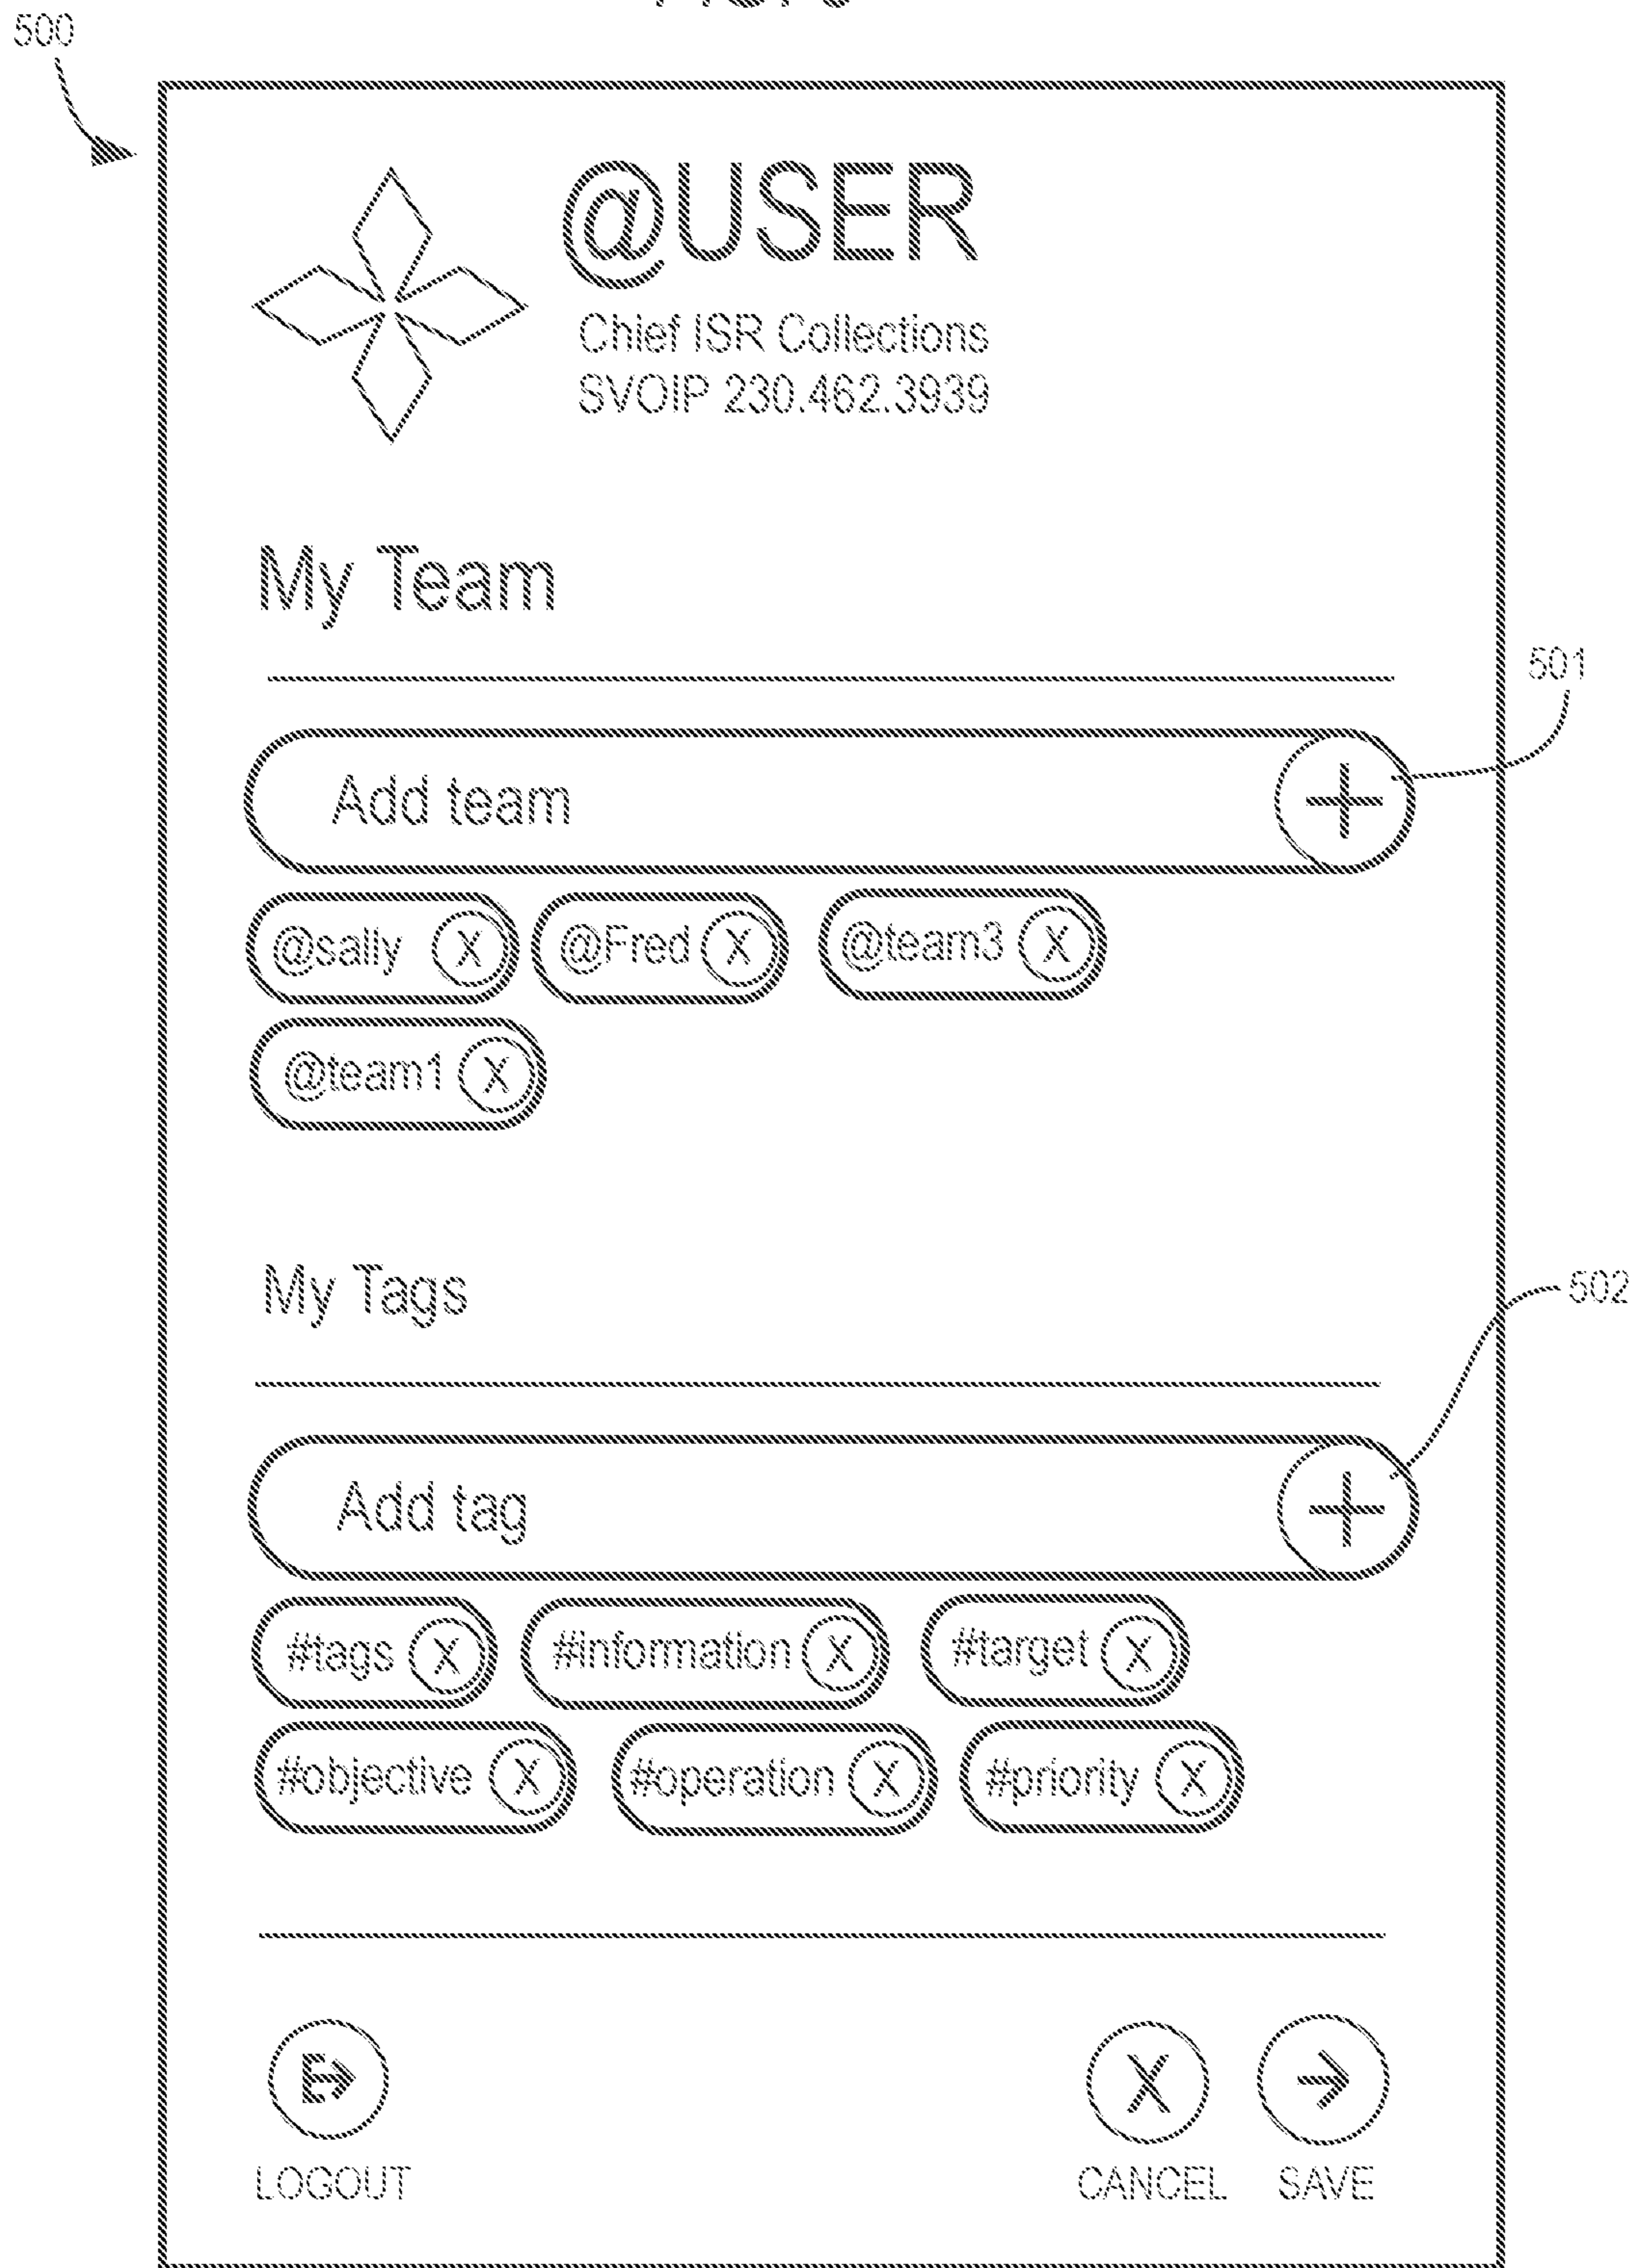 500
@USER
Chief ISR Collections
SVOIP 230.462.3939
My Team
501
Add team +
@sally X @Fred X @team3 X
@team1 X
My Tags
502
Add tag +
#tags X #information X #target X
#objective X #operation X #priority X
X
LOGOUT CANCEL SAVE